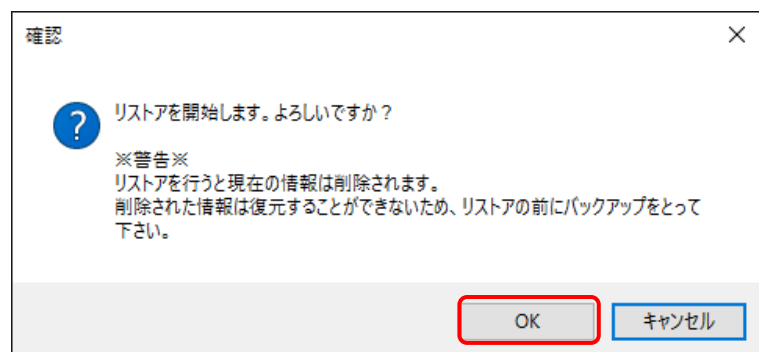 確認
リストアを開始します。よろしいですか？
※警告※
リストアを行うと現在の情報は削除されます。
削除された情報は復元することができないため、リストアの前にバックアップをとって
下さい。
OK
キャンセル